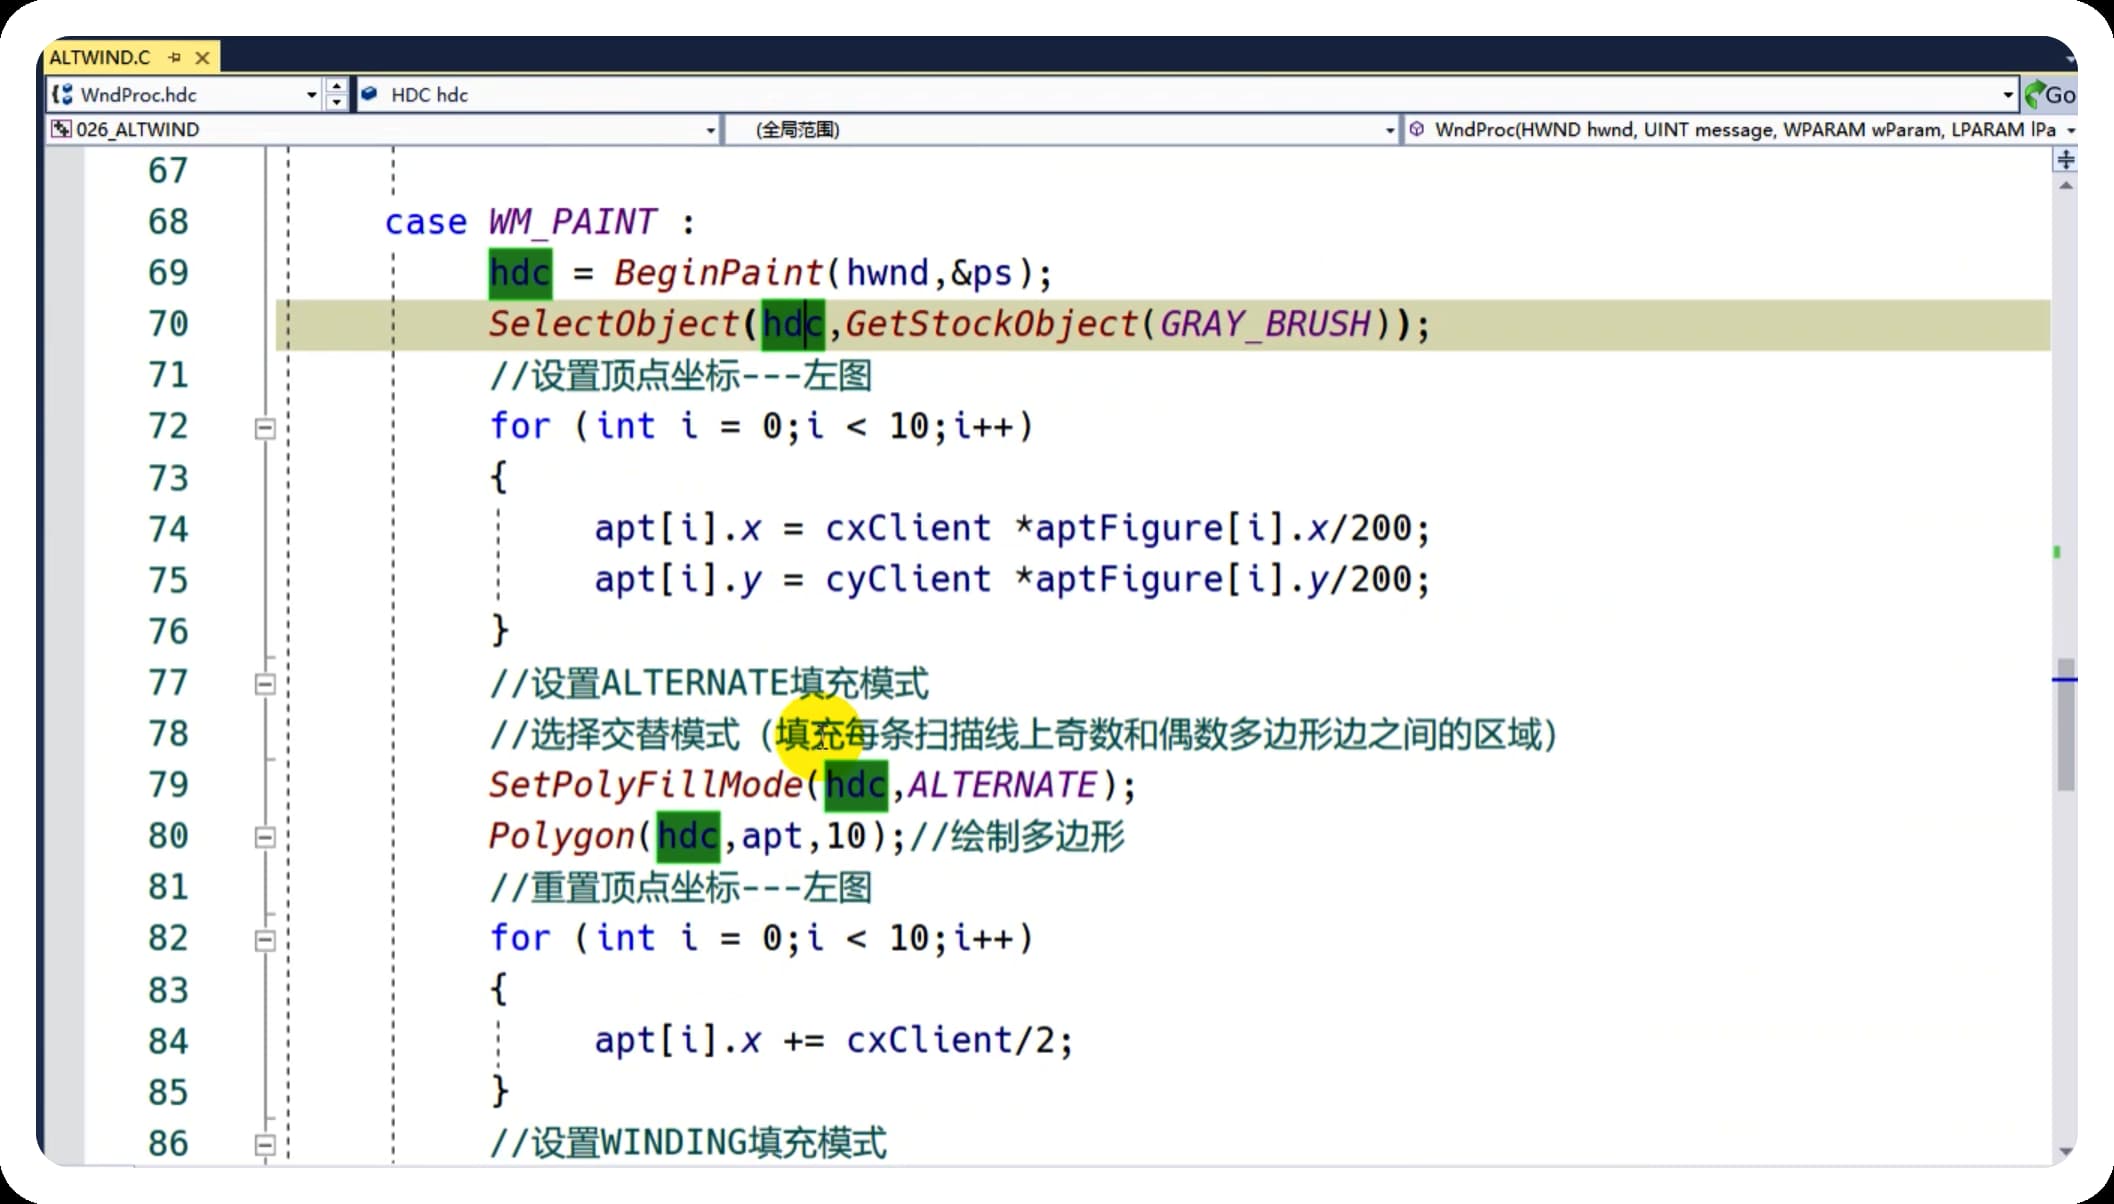 ALTWIND.C
WndProc.hdc HDC hdc Go
026_ALTWIND (全局范围) WndProc(HWND hwnd, UINT message, WPARAM wParam, LPARAM lPa
67
68 case WM_PAINT :
69 hdc = BeginPaint(hwnd,&ps);
70 SelectObject(hdc,GetStockObject(GRAY_BRUSH));
71 //设置顶点坐标---左图
72 for (int i = 0;i < 10;i++)
73 {
74 apt[i].x = cxClient *aptFigure[i].x/200;
75 apt[i].y = cyClient *aptFigure[i].y/200;
76 }
77 //设置ALTERNATE填充模式
78 //选择交替模式（填充每条扫描线上奇数和偶数多边形边之间的区域）
79 SetPolyFillMode(hdc,ALTERNATE);
80 Polygon(hdc,apt,10);//绘制多边形
81 //重置顶点坐标---左图
82 for (int i = 0;i < 10;i++)
83 {
84 apt[i].x += cxClient/2;
85 }
86 //设置WINDING填充模式